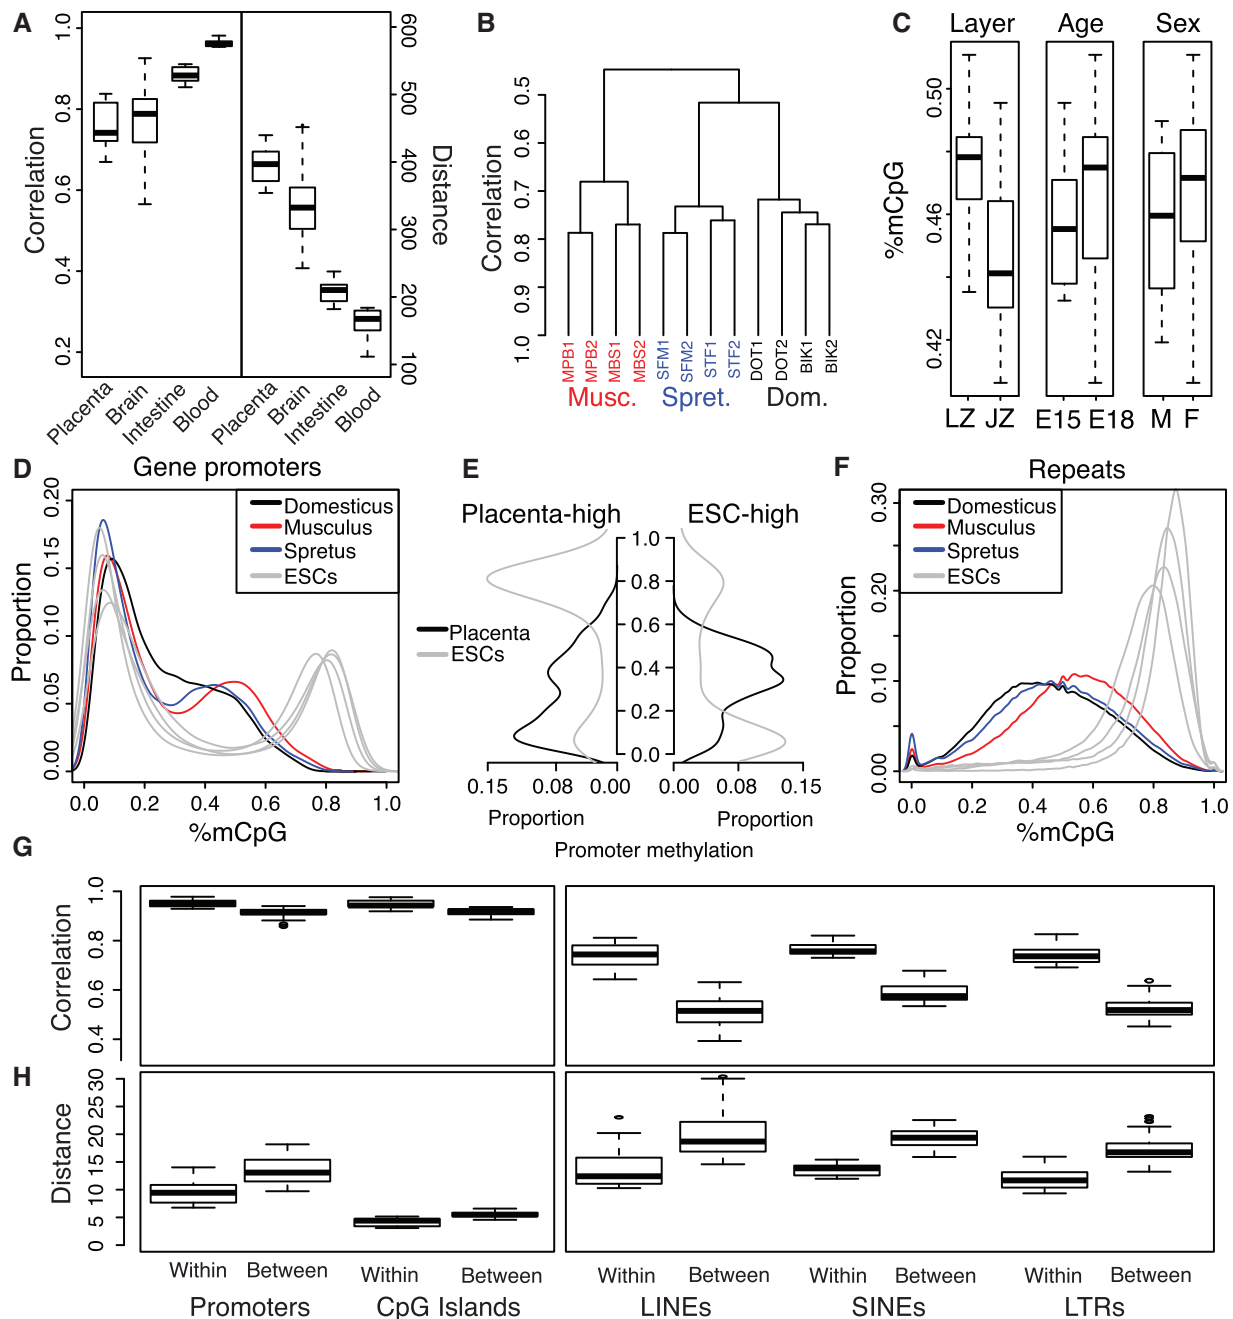 A
Correlation
1.0
0.8
0.6
0.4
0.2
600
500
400
300
200
100
Distance
Placenta
Brain
Intestine
Blood
Placenta
Brain
Intestine
Blood
B
Correlation
0.5
0.6
0.7
0.8
0.9
1.0
MPB1
MPB2
MBS1
MBS2
SFM1
SFM2
STF1
STF2
DOT1
DOT2
BIK1
BIK2
Musc. Spret. Dom.
C
Layer Age Sex
%mCpG
0.50
0.46
0.42
LZ JZ E15 E18 M F
D
Gene promoters
Domesticus
Musculus
Spretus
ESCs
Proportion
0.20
0.15
0.10
0.05
0.00
0.0 0.2 0.4 0.6 0.8 1.0
%mCpG
E
Placenta-high ESC-high
Placenta
ESCs
1.0
0.8
0.6
0.4
0.2
0.0
0.15 0.08 0.00 0.00 0.08 0.15
Proportion Proportion
Promoter methylation
F
Repeats
Domesticus
Musculus
Spretus
ESCs
Proportion
0.30
0.20
0.10
0.00
0.0 0.2 0.4 0.6 0.8 1.0
%mCpG
G
Correlation
1.0
0.8
0.6
0.4
H
Distance
30
25
20
15
10
5
0
Within Between Within Between Within Between Within Between Within Between
Promoters CpG Islands LINEs SINEs LTRs